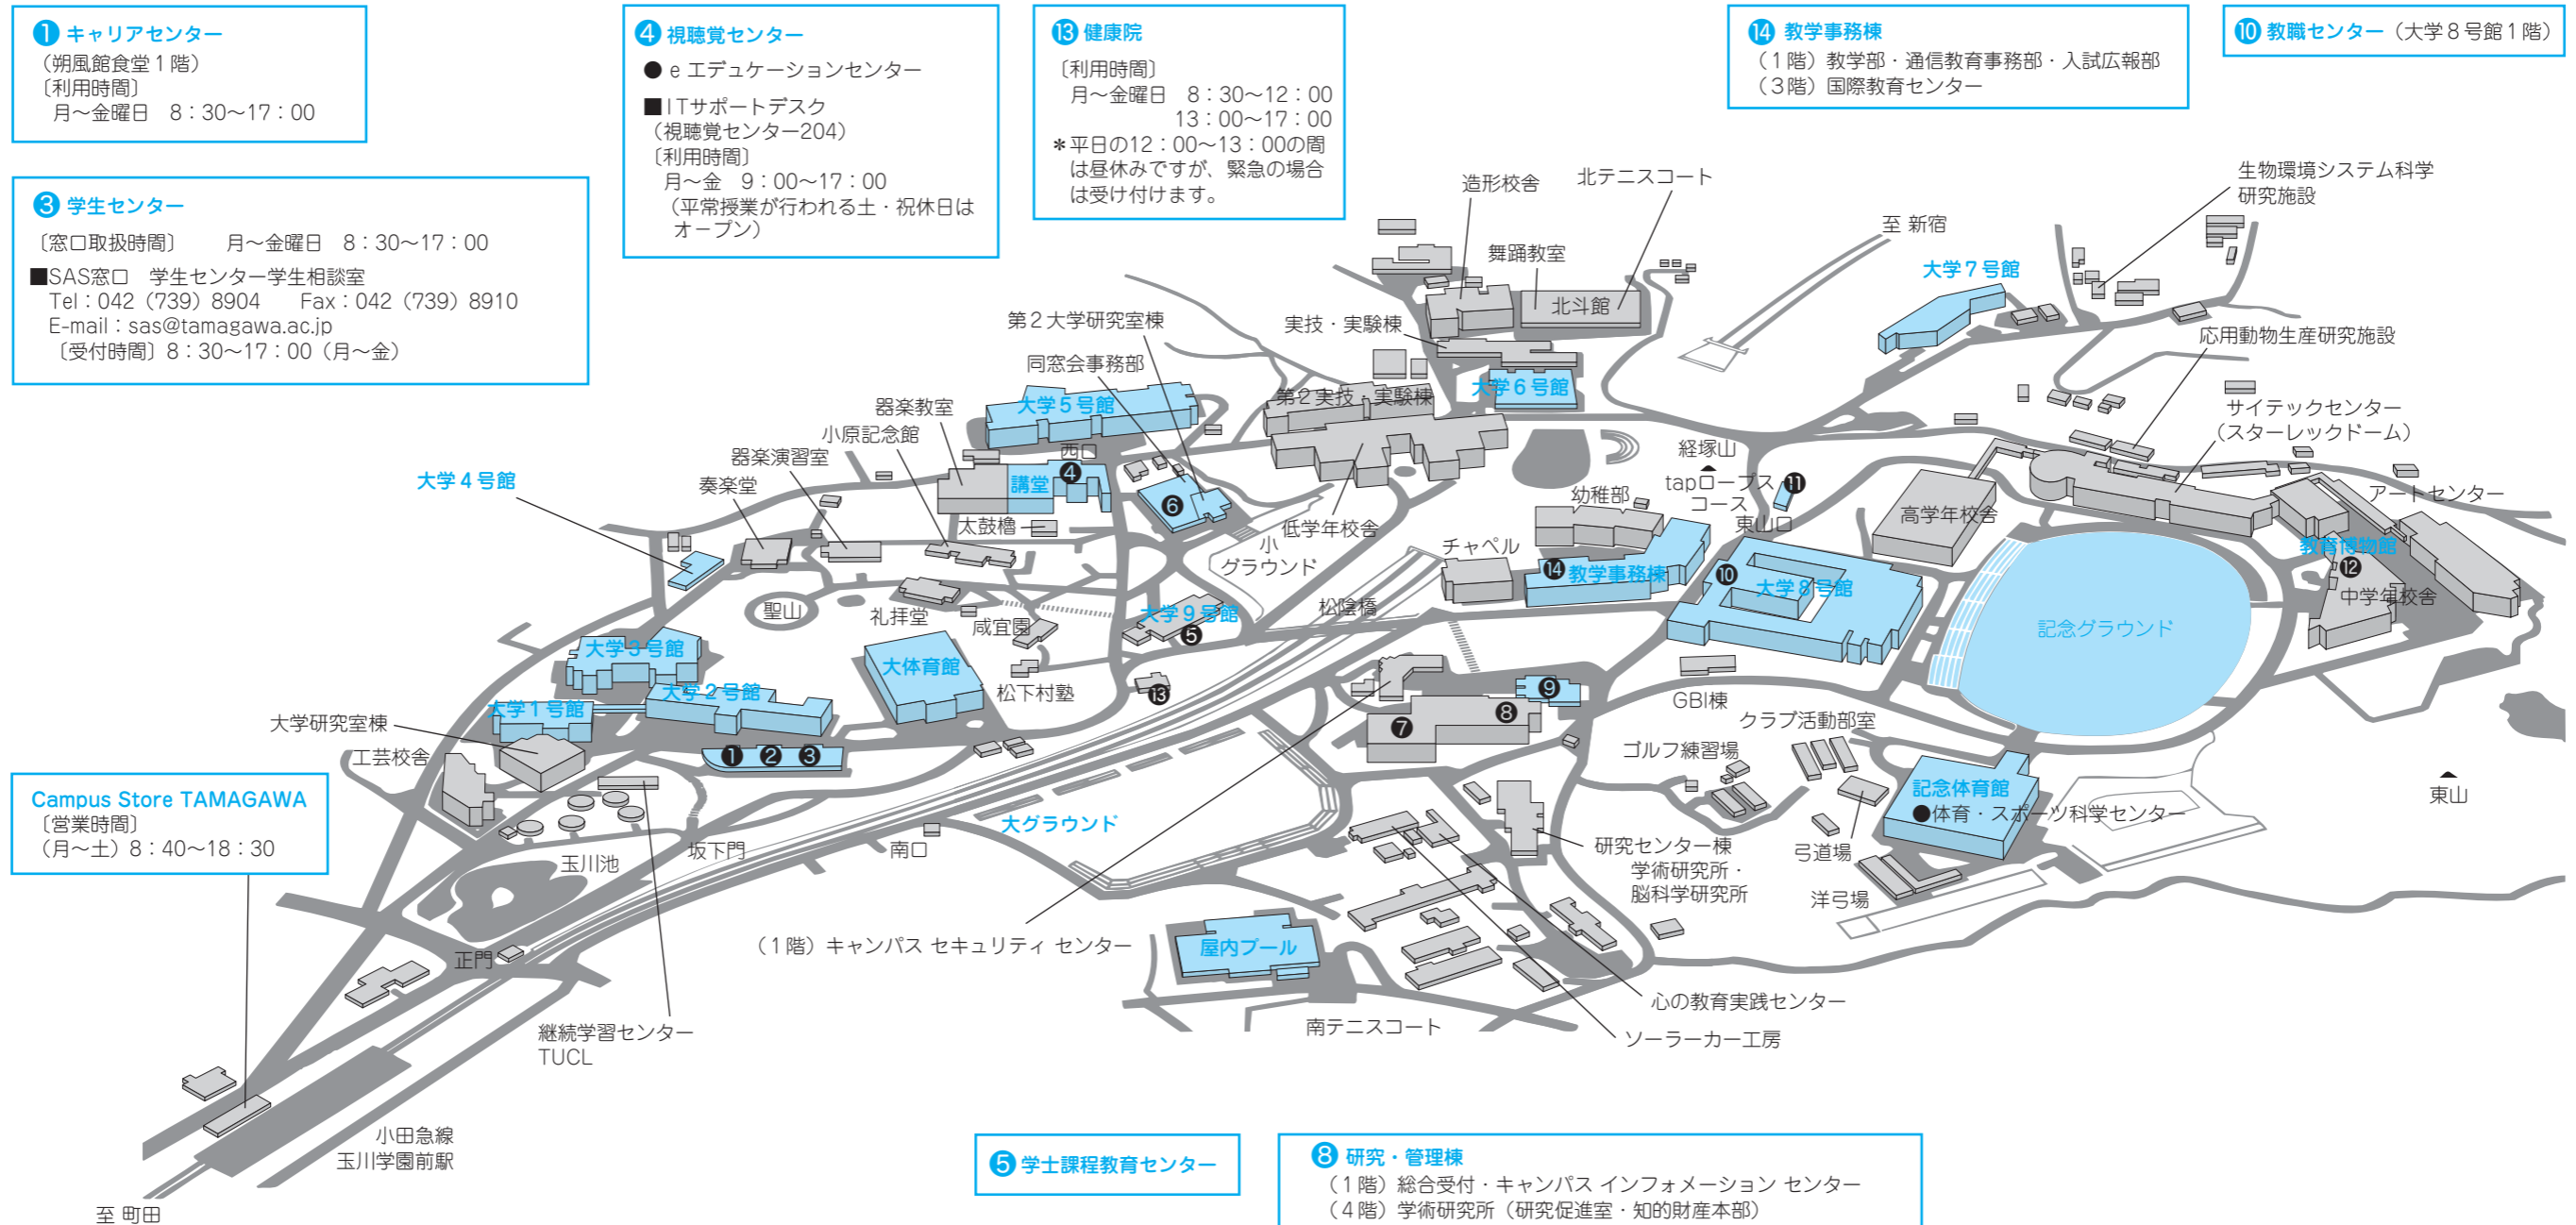 ❶ キャリアセンター
(朔風館食堂1階)
〔利用時間〕
月～金曜日 8：30～17：00
❸ 学生センター
〔窓口取扱時間〕 月～金曜日 8：30～17：00
■SAS窓口 学生センター学生相談室
Tel：042（739）8904 Fax：042（739）8910
E-mail：sas@tamagawa.ac.jp
〔受付時間〕8：30～17：00（月～金）
❹ 視聴覚センター
● e エデュケーションセンター
■ITサポートデスク
（視聴覚センター204）
〔利用時間〕
月～金 9：00～17：00
（平常授業が行われる土・祝休日は
オープン）
⓭ 健康院
〔利用時間〕
月～金曜日 8：30～12：00
13：00～17：00
＊平日の12：00～13：00の間
は昼休みですが、緊急の場合
は受け付けます。
⓮ 教学事務棟
（1階）教学部・通信教育事務部・入試広報部
（3階）国際教育センター
❿ 教職センター（大学8号館1階）
造形校舎
北テニスコート
生物環境システム科学
研究施設
至 新宿
舞踊教室
大学7号館
北斗館
第2大学研究室棟
実技・実験棟
応用動物生産研究施設
同窓会事務部
大学6号館
第2実技・実験棟
大学5号館
器楽教室
サイテックセンター
（スターレックドーム）
小原記念館
西口
器楽演習室
経塚山
大学4号館
❹
講堂
奏楽堂
tapロープス
コース
⓫
幼稚部
アートセンター
❻
太鼓櫓
低学年校舎
東山口
高学年校舎
小
グラウンド
チャペル
教育博物館
⓬
⓮ 教学事務棟
❿
大学8号館
中学年校舎
聖山
礼拝堂
咸宜園
大学9号館
❺
松陰橋
記念グラウンド
大学3号館
大体育館
松下村塾
⓭
❾
大学2号館
GBI棟
大学1号館
大学研究室棟
❼
❽
クラブ活動部室
工芸校舎
❶ ❷ ❸
ゴルフ練習場
記念体育館
●体育・スポーツ科学センター
東山
Campus Store TAMAGAWA
〔営業時間〕
（月～土）8：40～18：30
大グラウンド
玉川池
坂下門
南口
研究センター棟
学術研究所・
脳科学研究所
弓道場
洋弓場
（1階）キャンパス セキュリティ センター
屋内プール
正門
心の教育実践センター
南テニスコート
ソーラーカー工房
継続学習センター
TUCL
小田急線
玉川学園前駅
至 町田
❺ 学士課程教育センター
❽ 研究・管理棟
（1階）総合受付・キャンパス インフォメーション センター
（4階）学術研究所（研究促進室・知的財産本部）